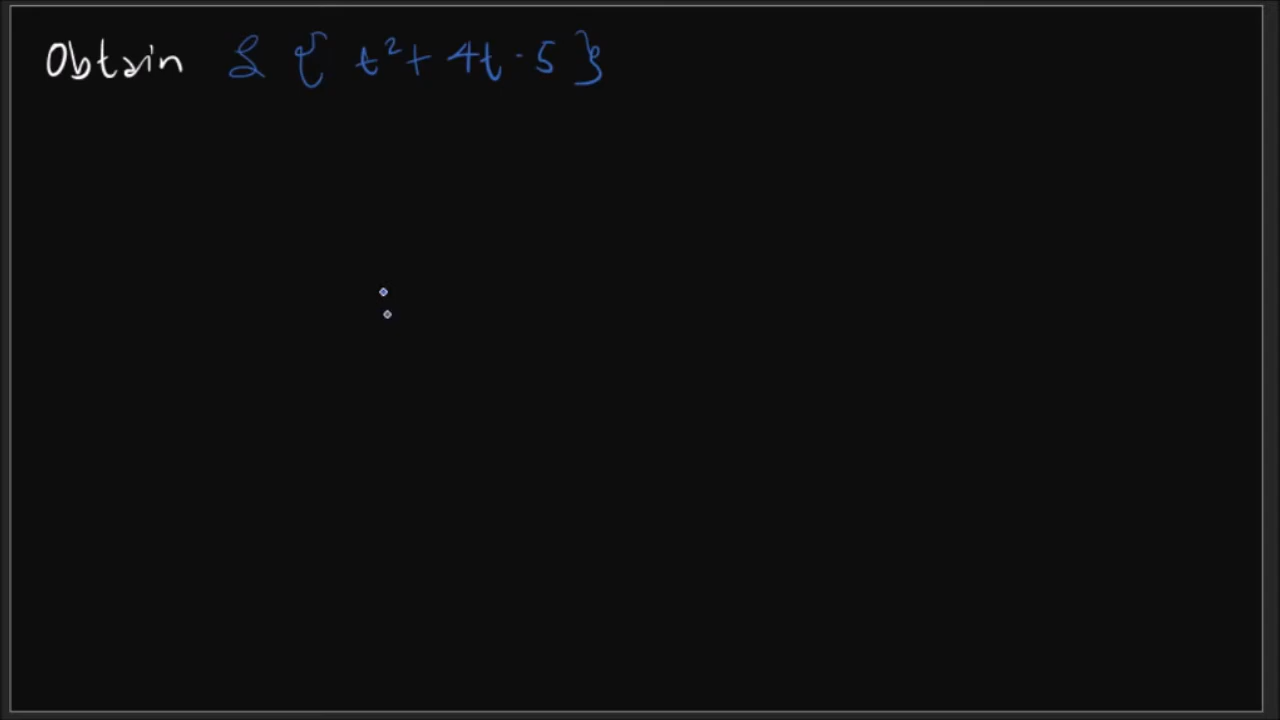 Obtain ℒ { t² + 4t - 5 }